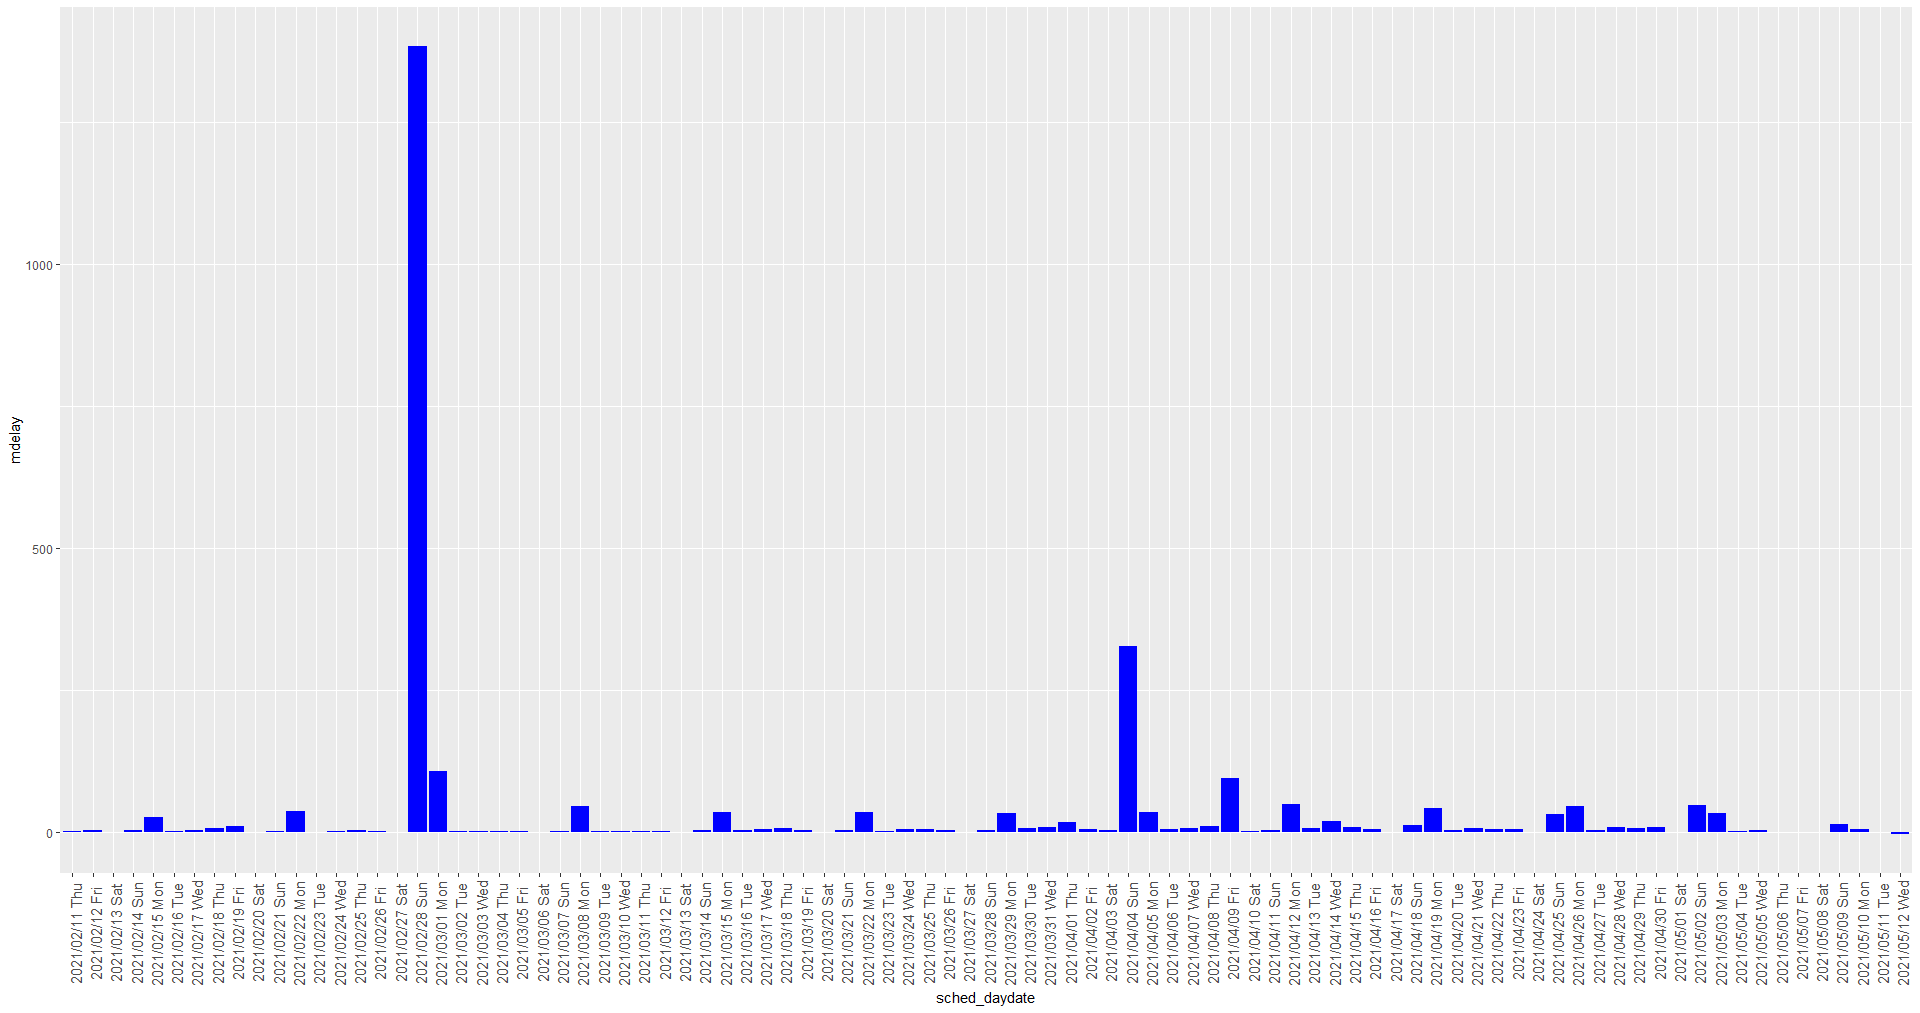 mdelay
1000
500
0
2021/02/11 Thu
2021/02/12 Fri
2021/02/13 Sat
2021/02/14 Sun
2021/02/15 Mon
2021/02/16 Tue
2021/02/17 Wed
2021/02/18 Thu
2021/02/19 Fri
2021/02/20 Sat
2021/02/21 Sun
2021/02/22 Mon
2021/02/23 Tue
2021/02/24 Wed
2021/02/25 Thu
2021/02/26 Fri
2021/02/27 Sat
2021/02/28 Sun
2021/03/01 Mon
2021/03/02 Tue
2021/03/03 Wed
2021/03/04 Thu
2021/03/05 Fri
2021/03/06 Sat
2021/03/07 Sun
2021/03/08 Mon
2021/03/09 Tue
2021/03/10 Wed
2021/03/11 Thu
2021/03/12 Fri
2021/03/13 Sat
2021/03/14 Sun
2021/03/15 Mon
2021/03/16 Tue
2021/03/17 Wed
2021/03/18 Thu
2021/03/19 Fri
2021/03/20 Sat
2021/03/21 Sun
2021/03/22 Mon
2021/03/23 Tue
2021/03/24 Wed
2021/03/25 Thu
2021/03/26 Fri
2021/03/27 Sat
2021/03/28 Sun
2021/03/29 Mon
2021/03/30 Tue
2021/03/31 Wed
2021/04/01 Thu
2021/04/02 Fri
2021/04/03 Sat
2021/04/04 Sun
2021/04/05 Mon
2021/04/06 Tue
2021/04/07 Wed
2021/04/08 Thu
2021/04/09 Fri
2021/04/10 Sat
2021/04/11 Sun
2021/04/12 Mon
2021/04/13 Tue
2021/04/14 Wed
2021/04/15 Thu
2021/04/16 Fri
2021/04/17 Sat
2021/04/18 Sun
2021/04/19 Mon
2021/04/20 Tue
2021/04/21 Wed
2021/04/22 Thu
2021/04/23 Fri
2021/04/24 Sat
2021/04/25 Sun
2021/04/26 Mon
2021/04/27 Tue
2021/04/28 Wed
2021/04/29 Thu
2021/04/30 Fri
2021/05/01 Sat
2021/05/02 Sun
2021/05/03 Mon
2021/05/04 Tue
2021/05/05 Wed
2021/05/06 Thu
2021/05/07 Fri
2021/05/08 Sat
2021/05/09 Sun
2021/05/10 Mon
2021/05/11 Tue
2021/05/12 Wed
sched_daydate